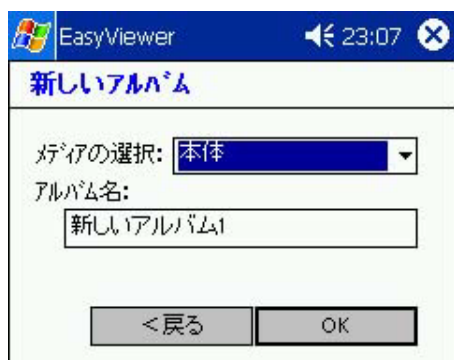 EasyViewer 23:07
新しいｱﾙﾊﾞﾑ
ﾒﾃﾞｨｱの選択: 本体
ｱﾙﾊﾞﾑ名:
新しいアルバム1
<戻る OK